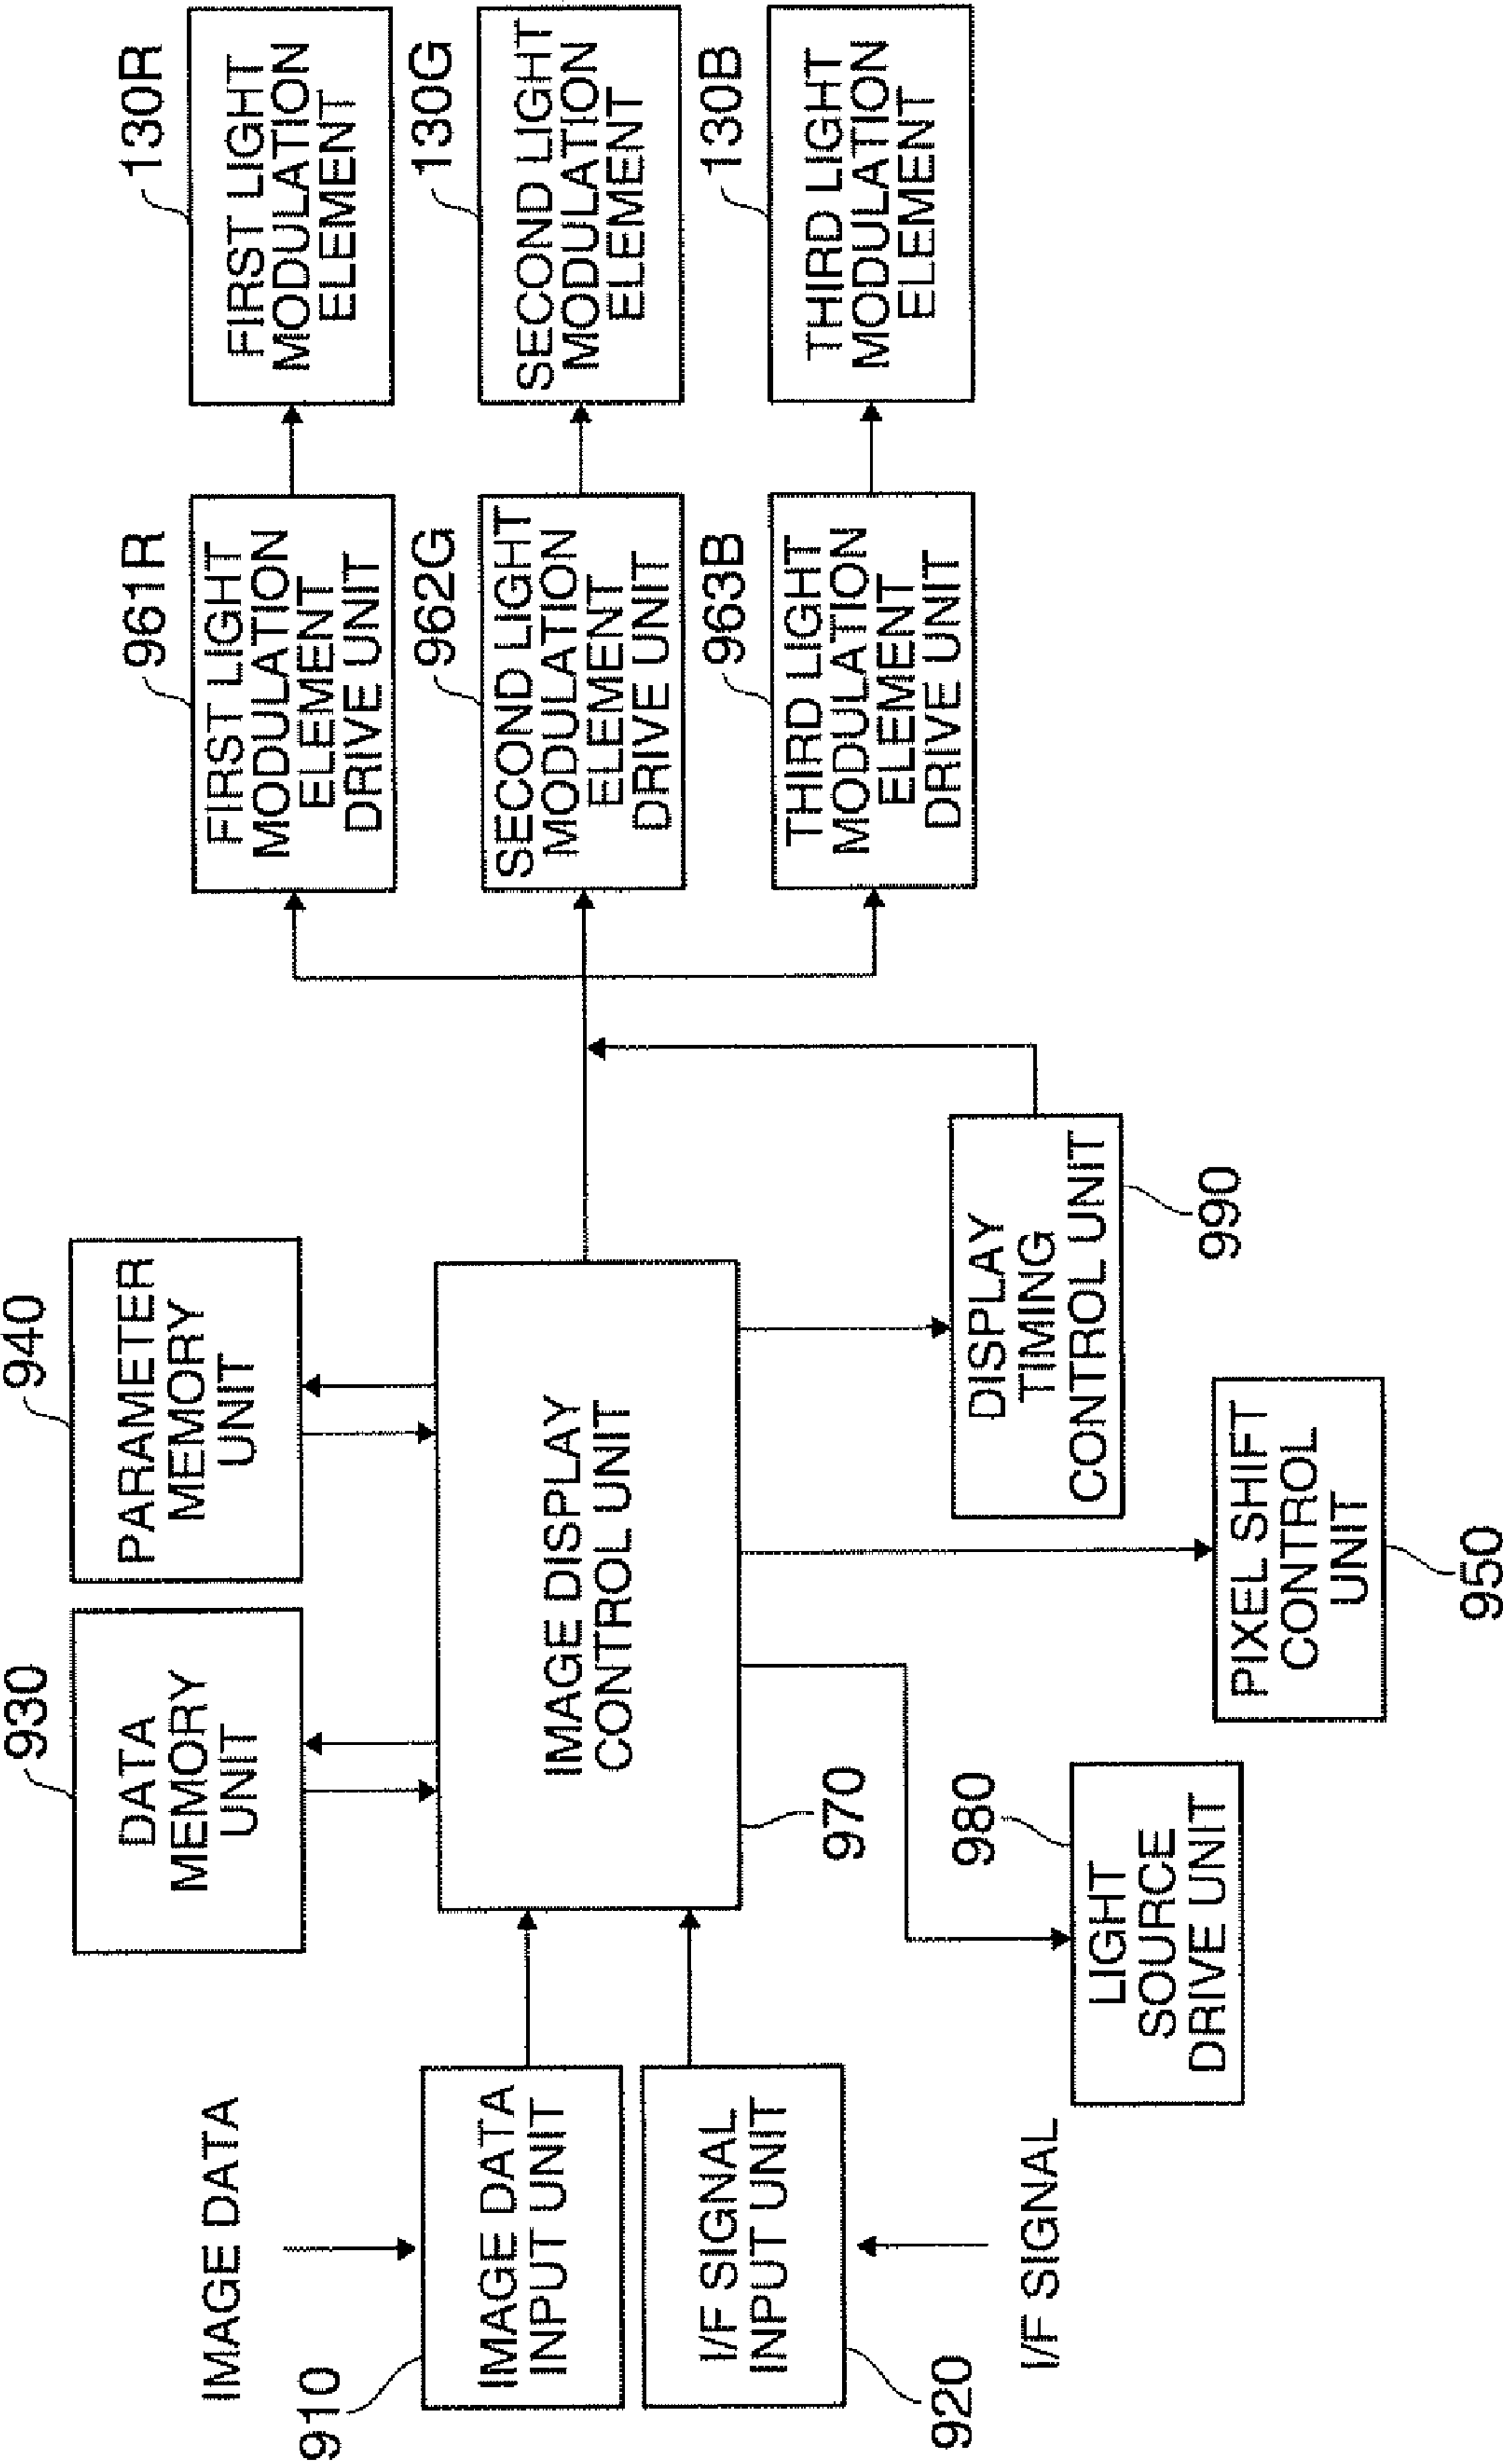 IMAGE DATA
910
IMAGE DATA
INPUT UNIT
I/F SIGNAL
INPUT UNIT
920
I/F SIGNAL
930
DATA
MEMORY
UNIT
940
PARAMETER
MEMORY
UNIT
IMAGE DISPLAY
CONTROL UNIT
970
980
LIGHT
SOURCE
DRIVE UNIT
PIXEL SHIFT
CONTROL
UNIT
950
DISPLAY
TIMING
CONTROL UNIT
990
961R
FIRST LIGHT
MODULATION
ELEMENT
DRIVE UNIT
962G
SECOND LIGHT
MODULATION
ELEMENT
DRIVE UNIT
963B
THIRD LIGHT
MODULATION
ELEMENT
DRIVE UNIT
130R
FIRST LIGHT
MODULATION
ELEMENT
130G
SECOND LIGHT
MODULATION
ELEMENT
130B
THIRD LIGHT
MODULATION
ELEMENT